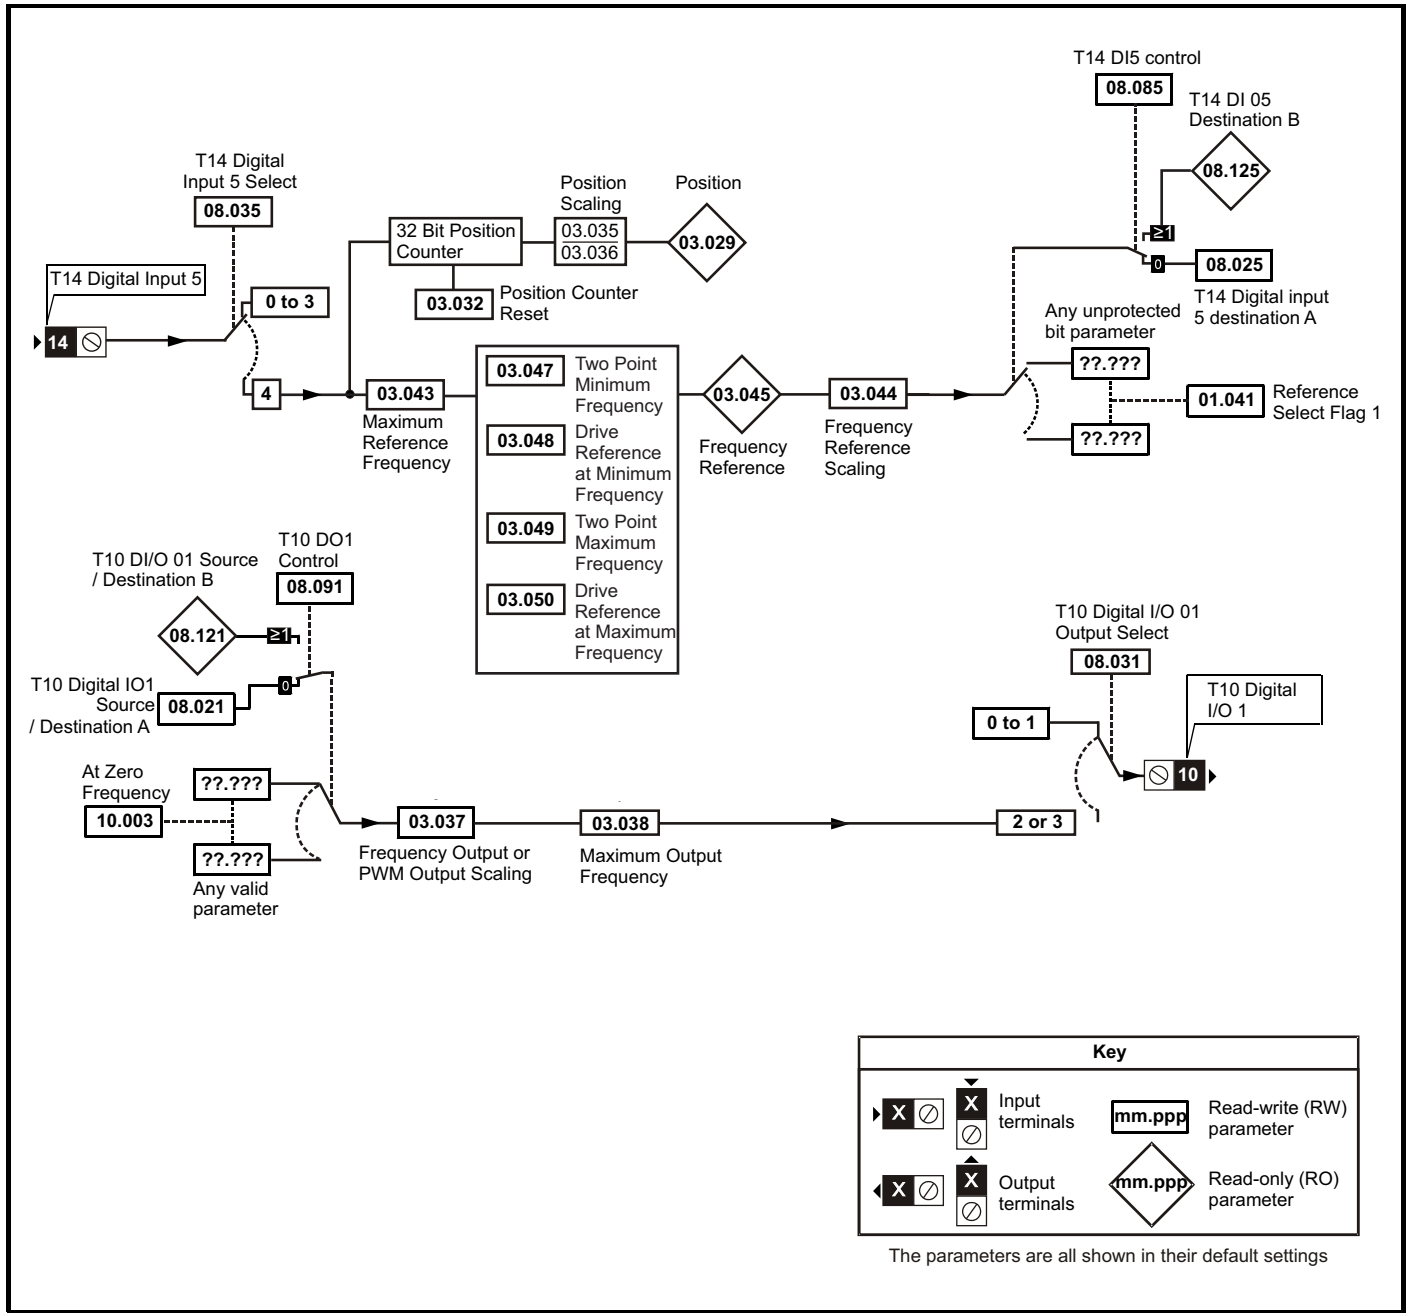 T14 DI5 control
08.085
T14 DI 05
Destination B
08.125
≥1
0
08.025
T14 Digital input
5 destination A
T14 Digital
Input 5 Select
08.035
T14 Digital Input 5
14
0 to 3
4
32 Bit Position
Counter
03.032
Position Counter
Reset
Position
Scaling
03.035
03.036
Position
03.029
03.043
Maximum
Reference
Frequency
03.047
Two Point
Minimum
Frequency
03.048
Drive
Reference
at Minimum
Frequency
03.049
Two Point
Maximum
Frequency
03.050
Drive
Reference
at Maximum
Frequency
03.045
Frequency
Reference
03.044
Frequency
Reference
Scaling
Any unprotected
bit parameter
??.???
??.???
01.041
Reference
Select Flag 1
T10 DI/O 01 Source
/ Destination B
08.121
≥1
T10 DO1
Control
08.091
T10 Digital IO1
Source
/ Destination A
08.021
0
At Zero
Frequency
10.003
??.???
??.???
Any valid
parameter
03.037
Frequency Output or
PWM Output Scaling
03.038
Maximum Output
Frequency
2 or 3
0 to 1
T10 Digital I/O 01
Output Select
08.031
T10 Digital
I/O 1
10
Key
X
X
Input
terminals
mm.ppp
Read-write (RW)
parameter
X
X
Output
terminals
mm.ppp
Read-only (RO)
parameter
The parameters are all shown in their default settings